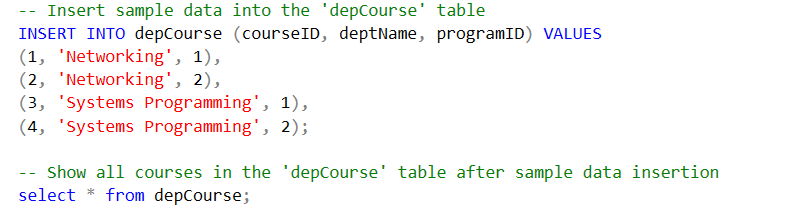 -- Insert sample data into the 'depCourse' table
INSERT INTO depCourse (courseID, deptName, programID) VALUES
(1, 'Networking', 1),
(2, 'Networking', 2),
(3, 'Systems Programming', 1),
(4, 'Systems Programming', 2);
-- Show all courses in the 'depCourse' table after sample data insertion
select * from depCourse;